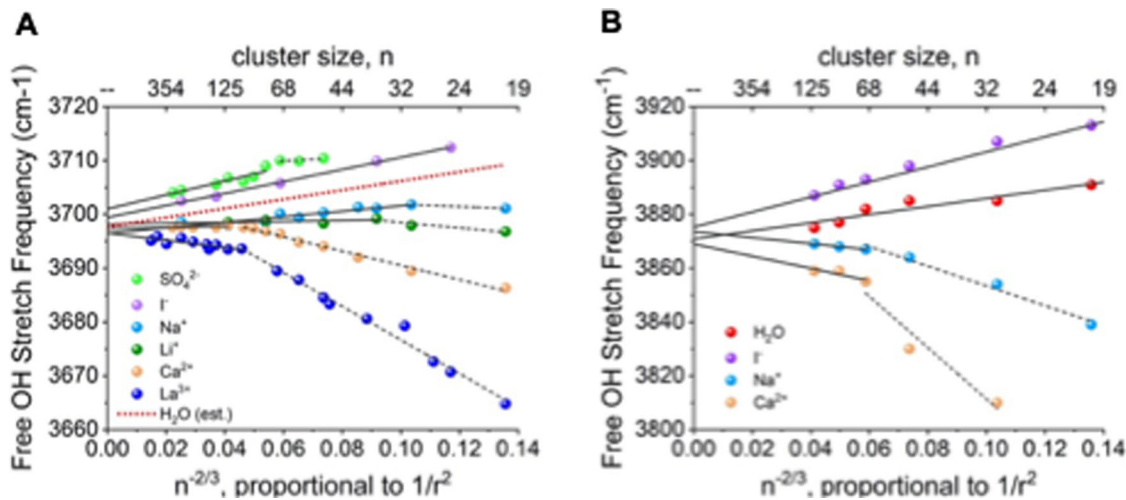 A
cluster size, n
-- 354 125 68 44 32 24 19
Free OH Stretch Frequency (cm-1)
3720
3710
3700
3690
3680
3670
3660
SO₄²⁻
I⁻
Na⁺
Li⁺
Ca²⁺
La³⁺
H₂O (est.)
0.00 0.02 0.04 0.06 0.08 0.10 0.12 0.14
n⁻²/³, proportional to 1/r²
B
cluster size, n
-- 354 125 68 44 32 24 19
Free OH Stretch Frequency (cm-1)
3920
3900
3880
3860
3840
3820
3800
H₂O
I⁻
Na⁺
Ca²⁺
0.00 0.02 0.04 0.06 0.08 0.10 0.12 0.14
n⁻²/³, proportional to 1/r²